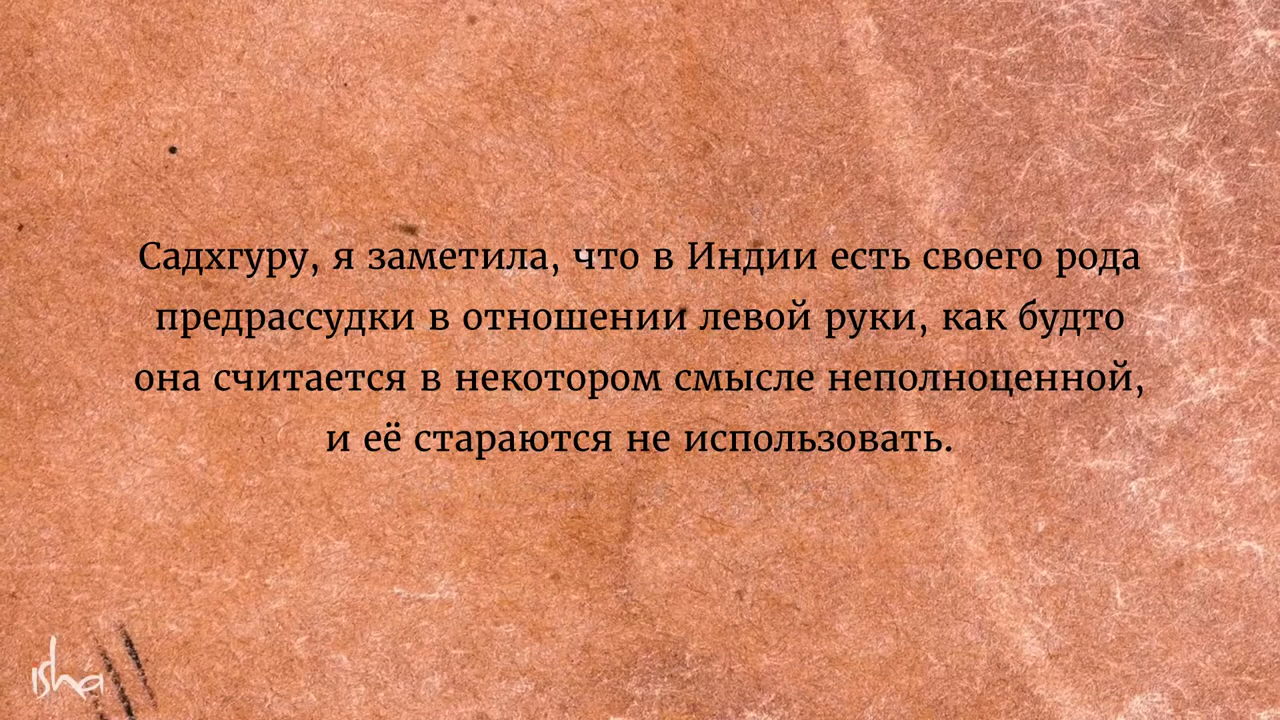 Садхгуру, я заметила, что в Индии есть своего рода
предрассудки в отношении левой руки, как будто
она считается в некотором смысле неполноценной,
и её стараются не использовать.
isha